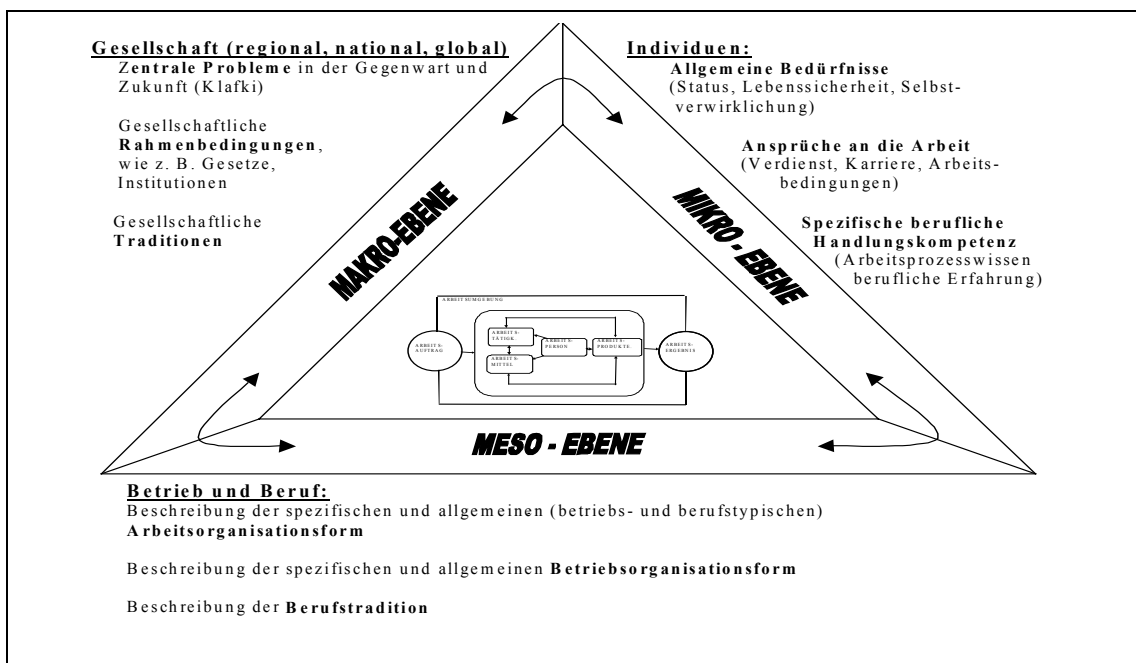 Gesellschaft (regional, national, global)
Zentrale Probleme in der Gegenwart und
Zukunft (Klafki)
Gesellschaftliche
Rahmenbedingungen,
wie z. B. Gesetze,
Institutionen
Gesellschaftliche
Traditionen
Individuen:
Allgemeine Bedürfnisse
(Status, Lebenssicherheit, Selbst-
verwirklichung)
Ansprüche an die Arbeit
(Verdienst, Karriere, Arbeits-
bedingungen)
Spezifische berufliche
Handlungskompetenz
(Arbeitsprozesswissen
berufliche Erfahrung)
MAKRO-EBENE
MIKRO - EBENE
ARBEITSUMGEBUNG
ARBEITS-
AUFTRAG
ARBEITS-
TÄTIGK.
ARBEITS-
MITTEL
ARBEITS-
PERSON
ARBEITS-
PRODUKTE
ARBEITS-
ERGEBNIS
MESO - EBENE
Betrieb und Beruf:
Beschreibung der spezifischen und allgemeinen (betriebs- und berufstypischen)
Arbeitsorganisationsform
Beschreibung der spezifischen und allgemeinen Betriebsorganisationsform
Beschreibung der Berufstradition